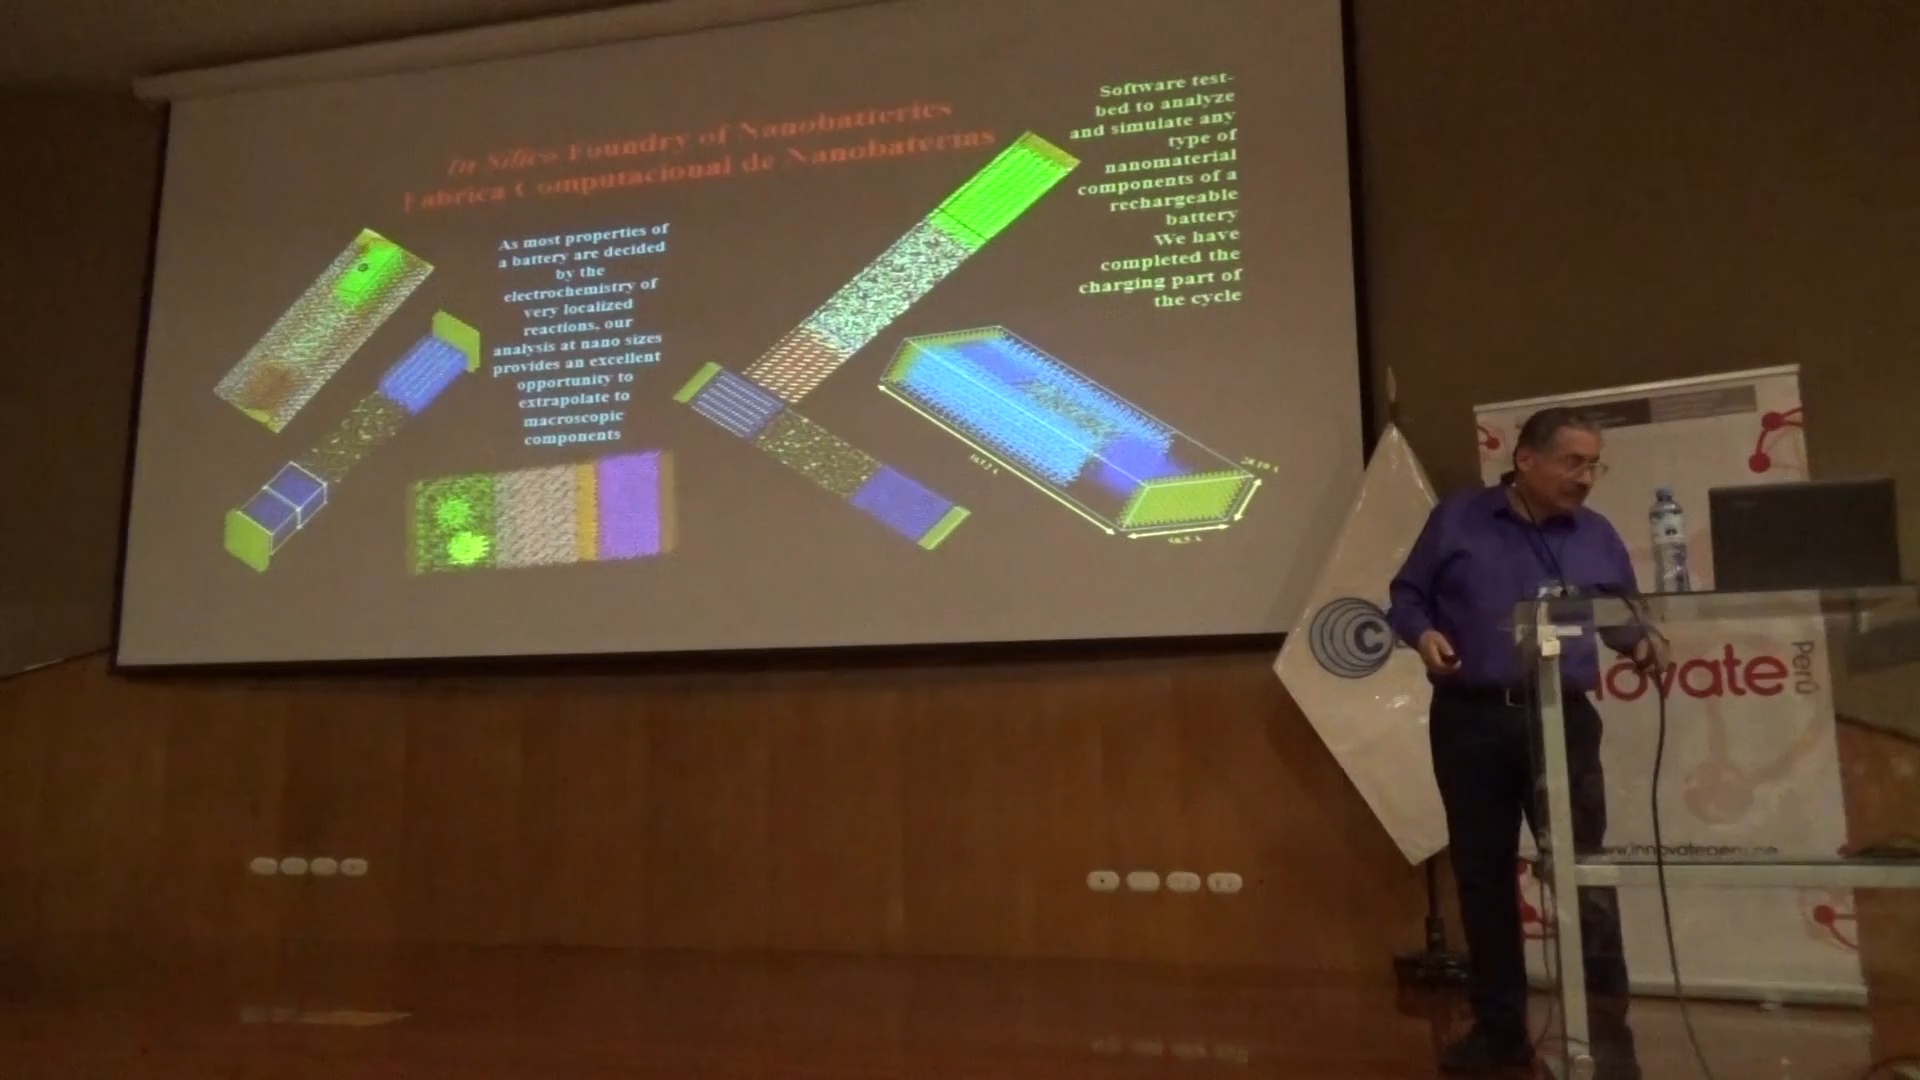 In Silico Foundry of Nanobatteries
Fabrica Computacional de Nanobaterias
As most properties of
a battery are decided
by the
electrochemistry of
very localized
reactions, our
analysis at nano sizes
provides an excellent
opportunity to
extrapolate to
macroscopic
components
Software test-
bed to analyze
and simulate any
type of
nanomaterial
components of a
rechargeable
battery
We have
completed the
charging part of
the cycle
C
novate
Perú
www.innovateperu.